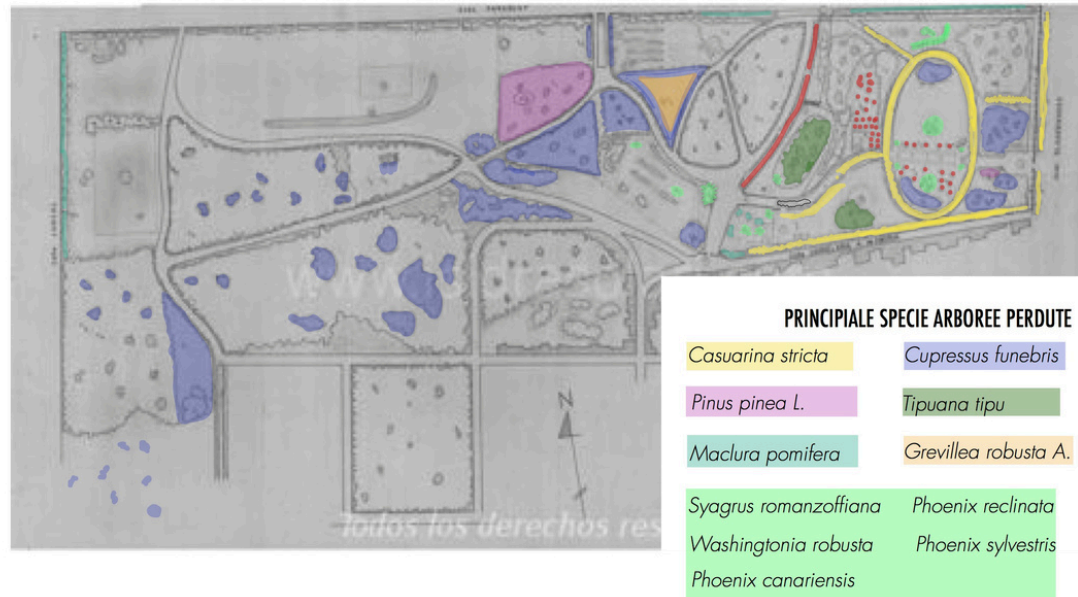 N
PRINCIPALE SPECIE ARBOREE PERDUTE
Casuarina stricta
Cupressus funebris
Pinus pinea L.
Tipuana tipu
Maclura pomifera
Grevillea robusta A.
Syagrus romanzoffiana
Phoenix reclinata
Washingtonia robusta
Phoenix sylvestris
Phoenix canariensis
Todos los derechos res